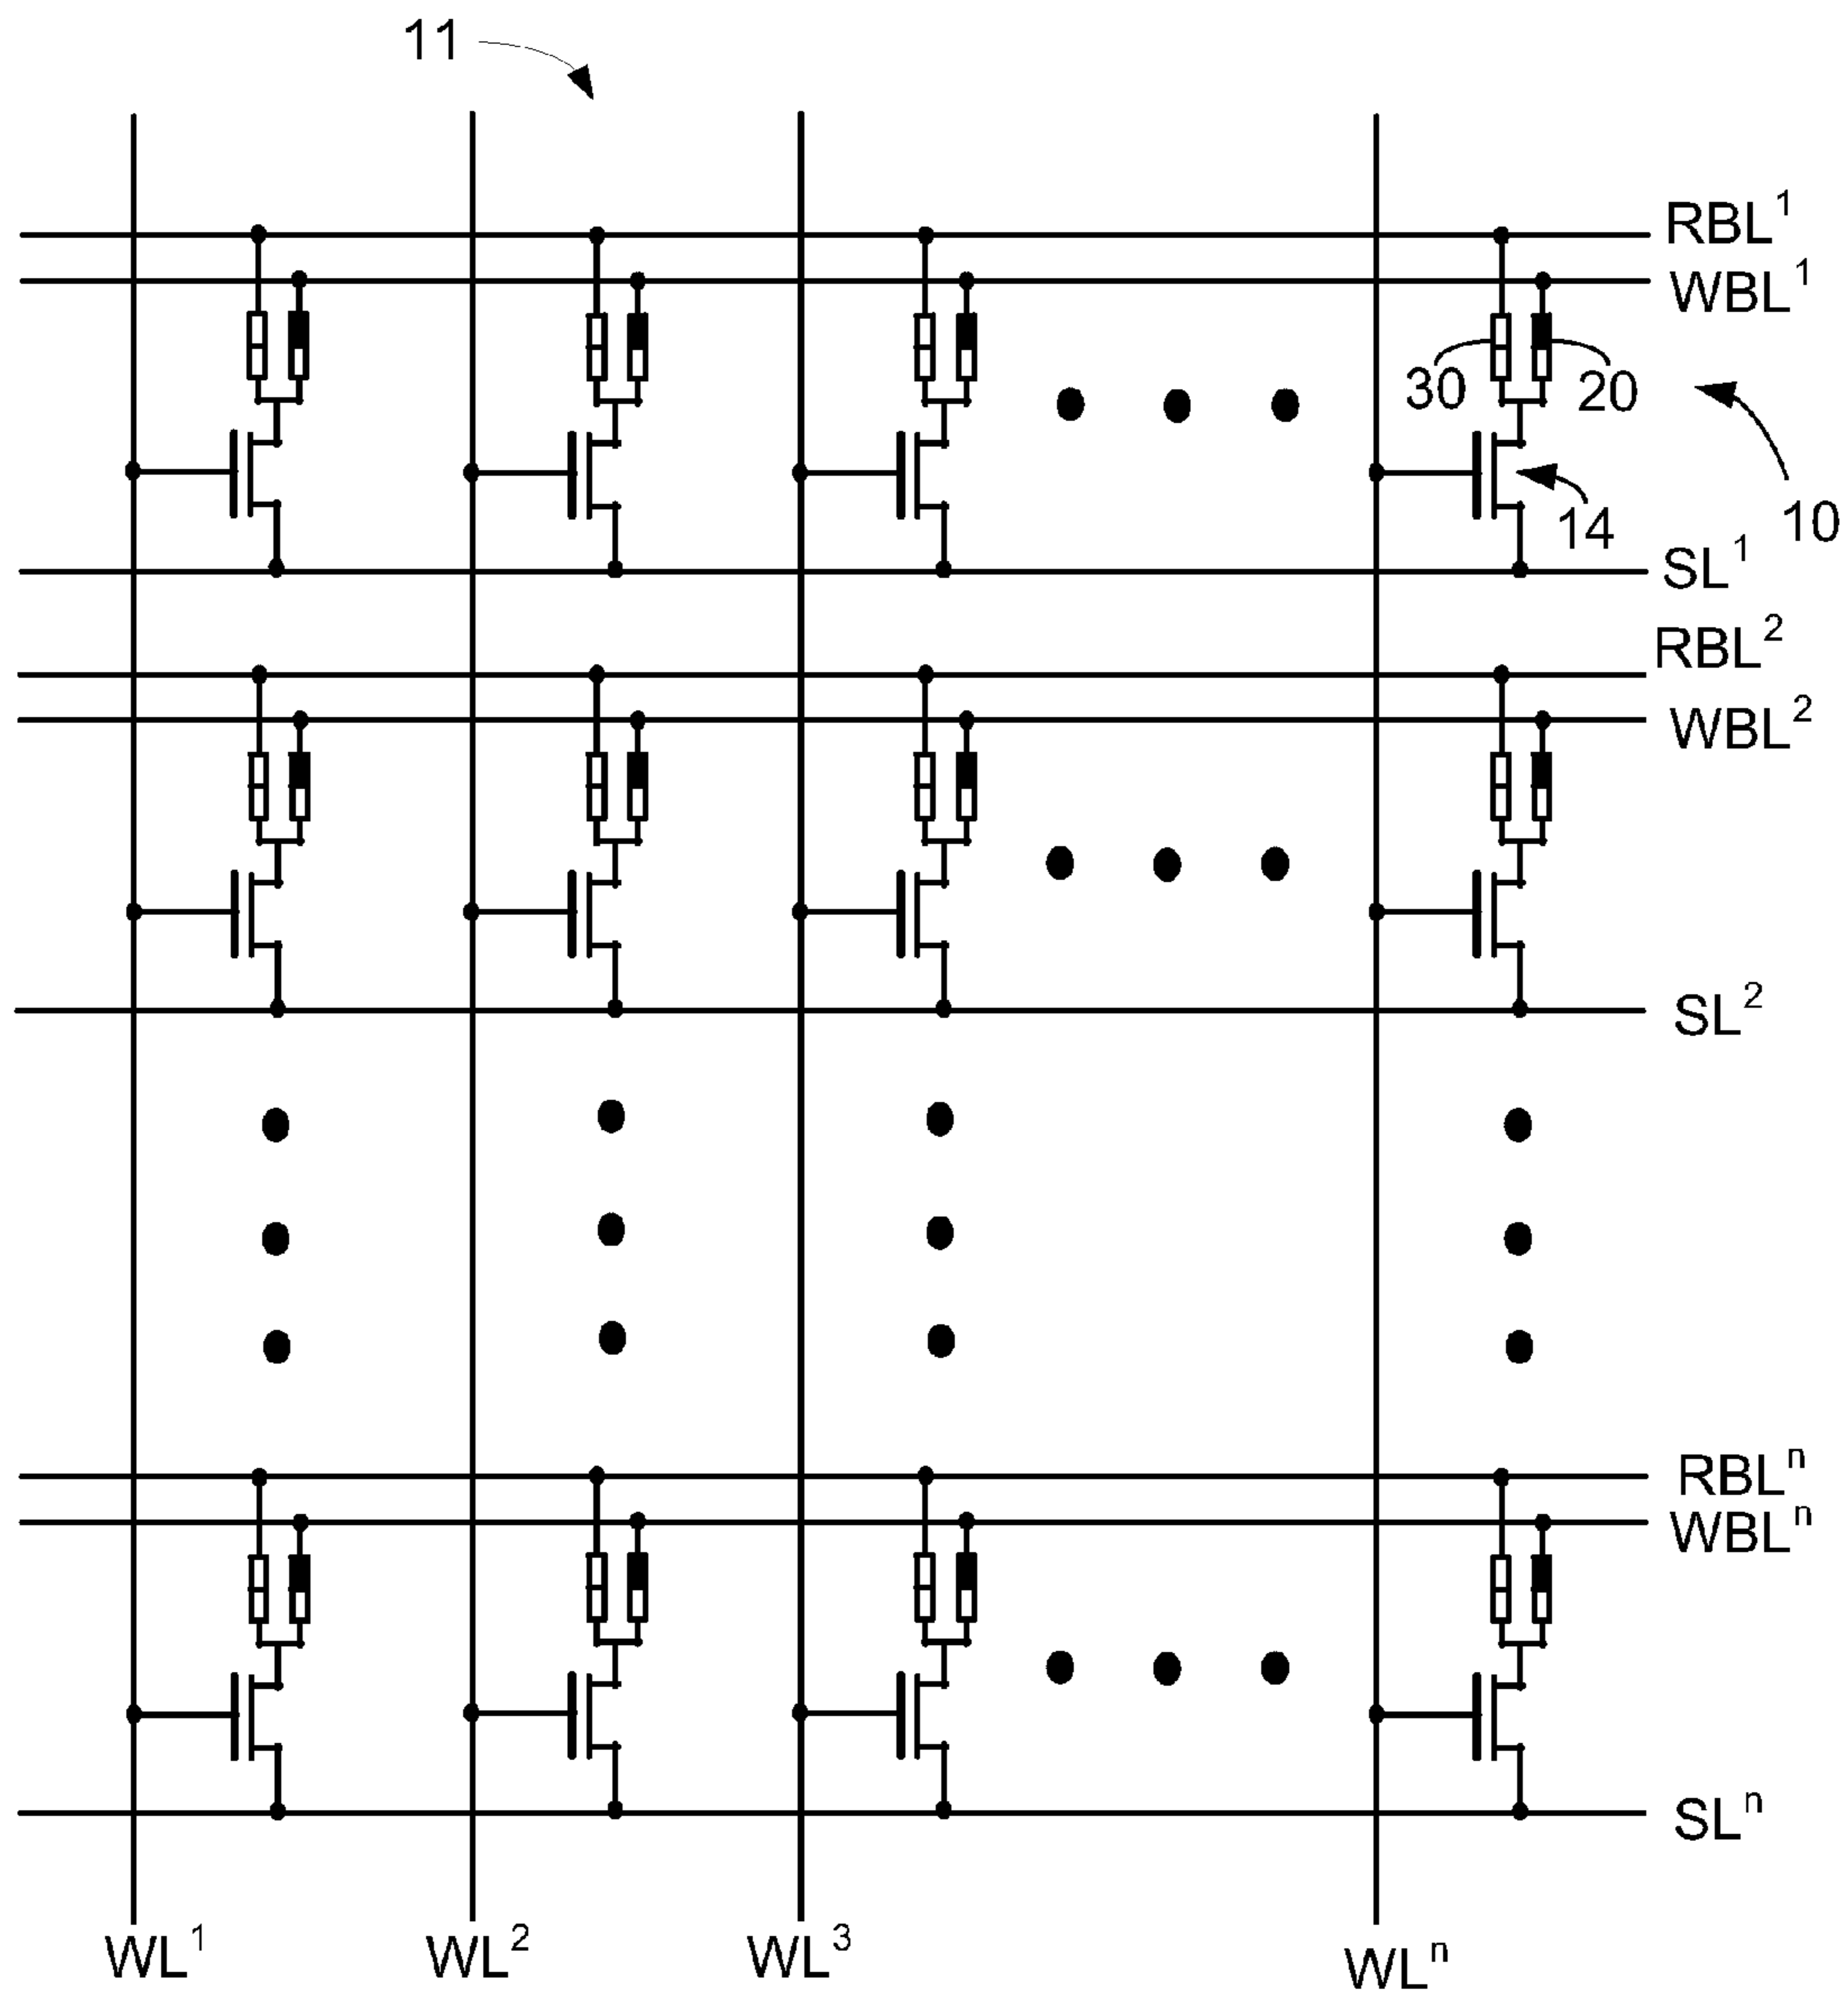 11
RBL¹
WBL¹
30
20
14
10
SL¹
RBL²
WBL²
SL²
RBLⁿ
WBLⁿ
SLⁿ
WL¹ WL² WL³ WLⁿ